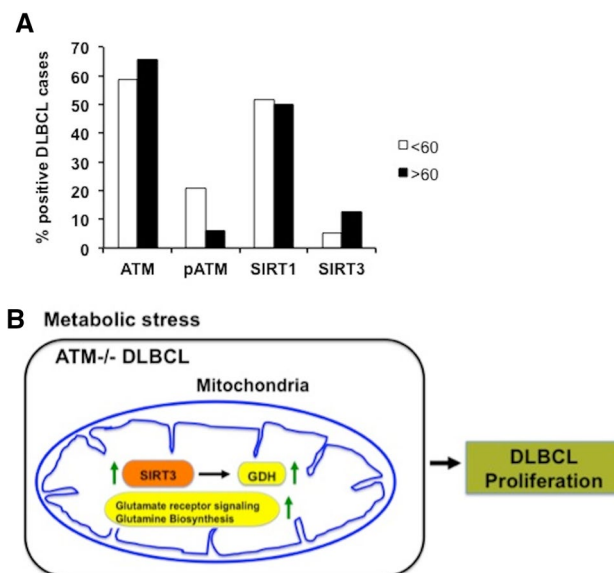 A
70
60
50
40
30
20
10
0
% positive DLBCL cases
ATM pATM SIRT1 SIRT3
<60
>60
B Metabolic stress
ATM-/- DLBCL
Mitochondria
SIRT3 GDH
Glutamate receptor signaling
Glutamine Biosynthesis
DLBCL
Proliferation